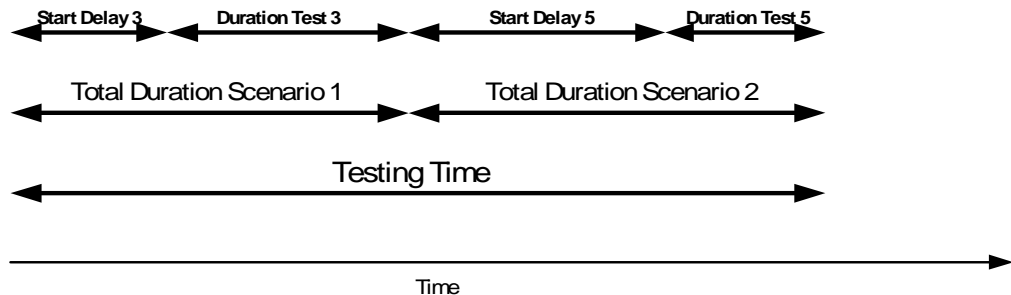 Start Delay 3 Duration Test 3 Start Delay 5 Duration Test 5
Total Duration Scenario 1 Total Duration Scenario 2
Testing Time
Time